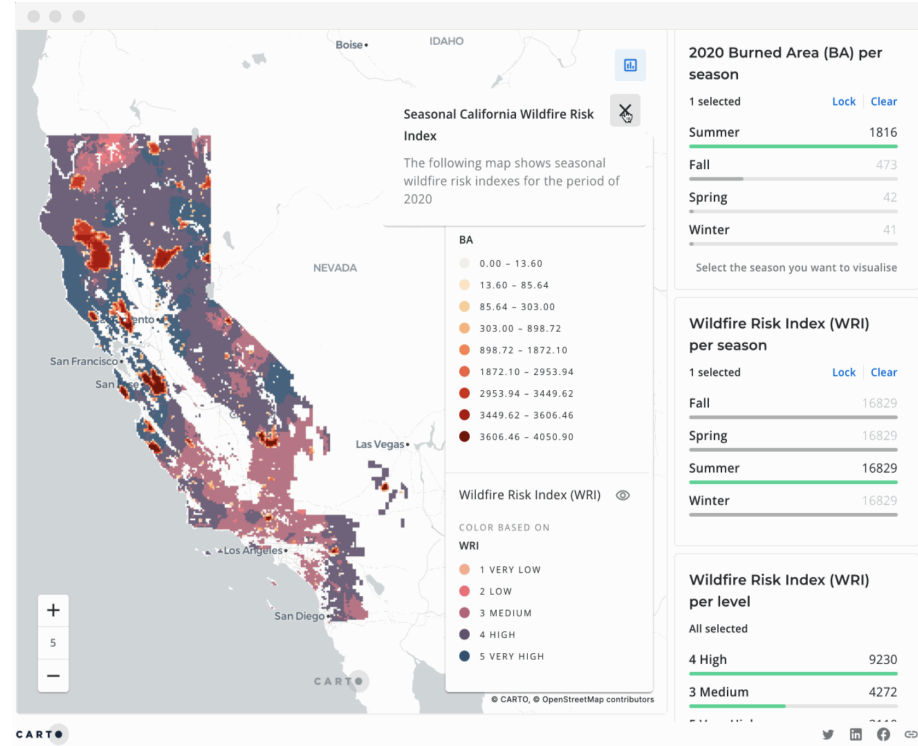 Boise
IDAHO
Seasonal California Wildfire Risk
Index
The following map shows seasonal
wildfire risk indexes for the period of
2020
NEVADA
San Francisco
San Jose
Las Vegas
Los Angeles
San Diego
BA
0.00 – 13.60
13.60 – 85.64
85.64 – 303.00
303.00 – 898.72
898.72 – 1872.10
1872.10 – 2953.94
2953.94 – 3449.62
3449.62 – 3606.46
3606.46 – 4050.90
Wildfire Risk Index (WRI)
COLOR BASED ON
WRI
1 VERY LOW
2 LOW
3 MEDIUM
4 HIGH
5 VERY HIGH
+
5
−
CARTO
© CARTO, © OpenStreetMap contributors
2020 Burned Area (BA) per
season
1 selected Lock Clear
Summer 1816
Fall 473
Spring 42
Winter 41
Select the season you want to visualise
Wildfire Risk Index (WRI)
per season
1 selected Lock Clear
Fall 16829
Spring 16829
Summer 16829
Winter 16829
Wildfire Risk Index (WRI)
per level
All selected
4 High 9230
3 Medium 4272
CARTO